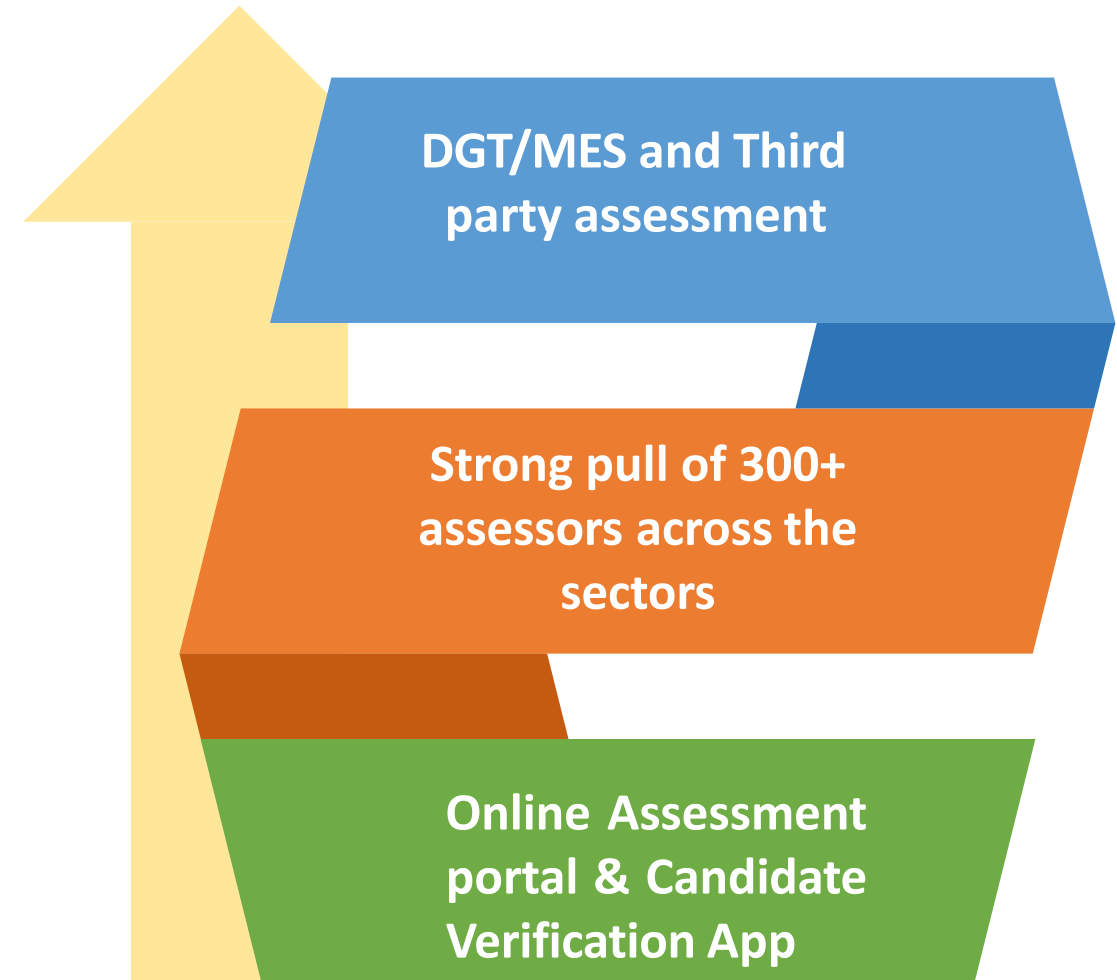 DGT/MES and Third
party assessment
Strong pull of 300+
assessors across the
sectors
Online Assessment
portal & Candidate
Verification App